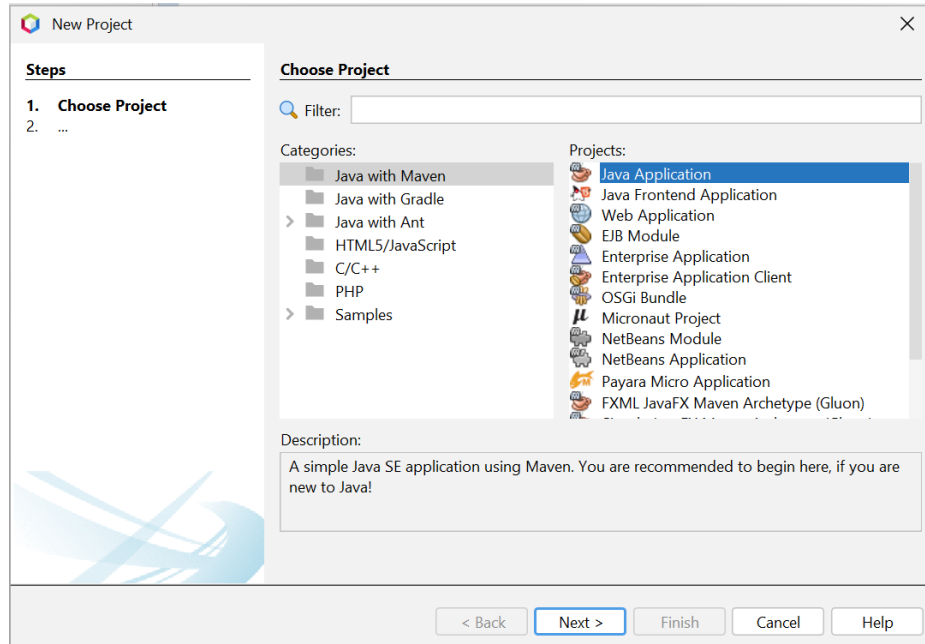 New Project
Steps
1. Choose Project
2. ...
Choose Project
Filter:
Categories:
Java with Maven
Java with Gradle
Java with Ant
HTML5/JavaScript
C/C++
PHP
Samples
Projects:
Java Application
Java Frontend Application
Web Application
EJB Module
Enterprise Application
Enterprise Application Client
OSGi Bundle
Micronaut Project
NetBeans Module
NetBeans Application
Payara Micro Application
FXML JavaFX Maven Archetype (Gluon)
Description:
A simple Java SE application using Maven. You are recommended to begin here, if you are
new to Java!
< Back
Next >
Finish
Cancel
Help